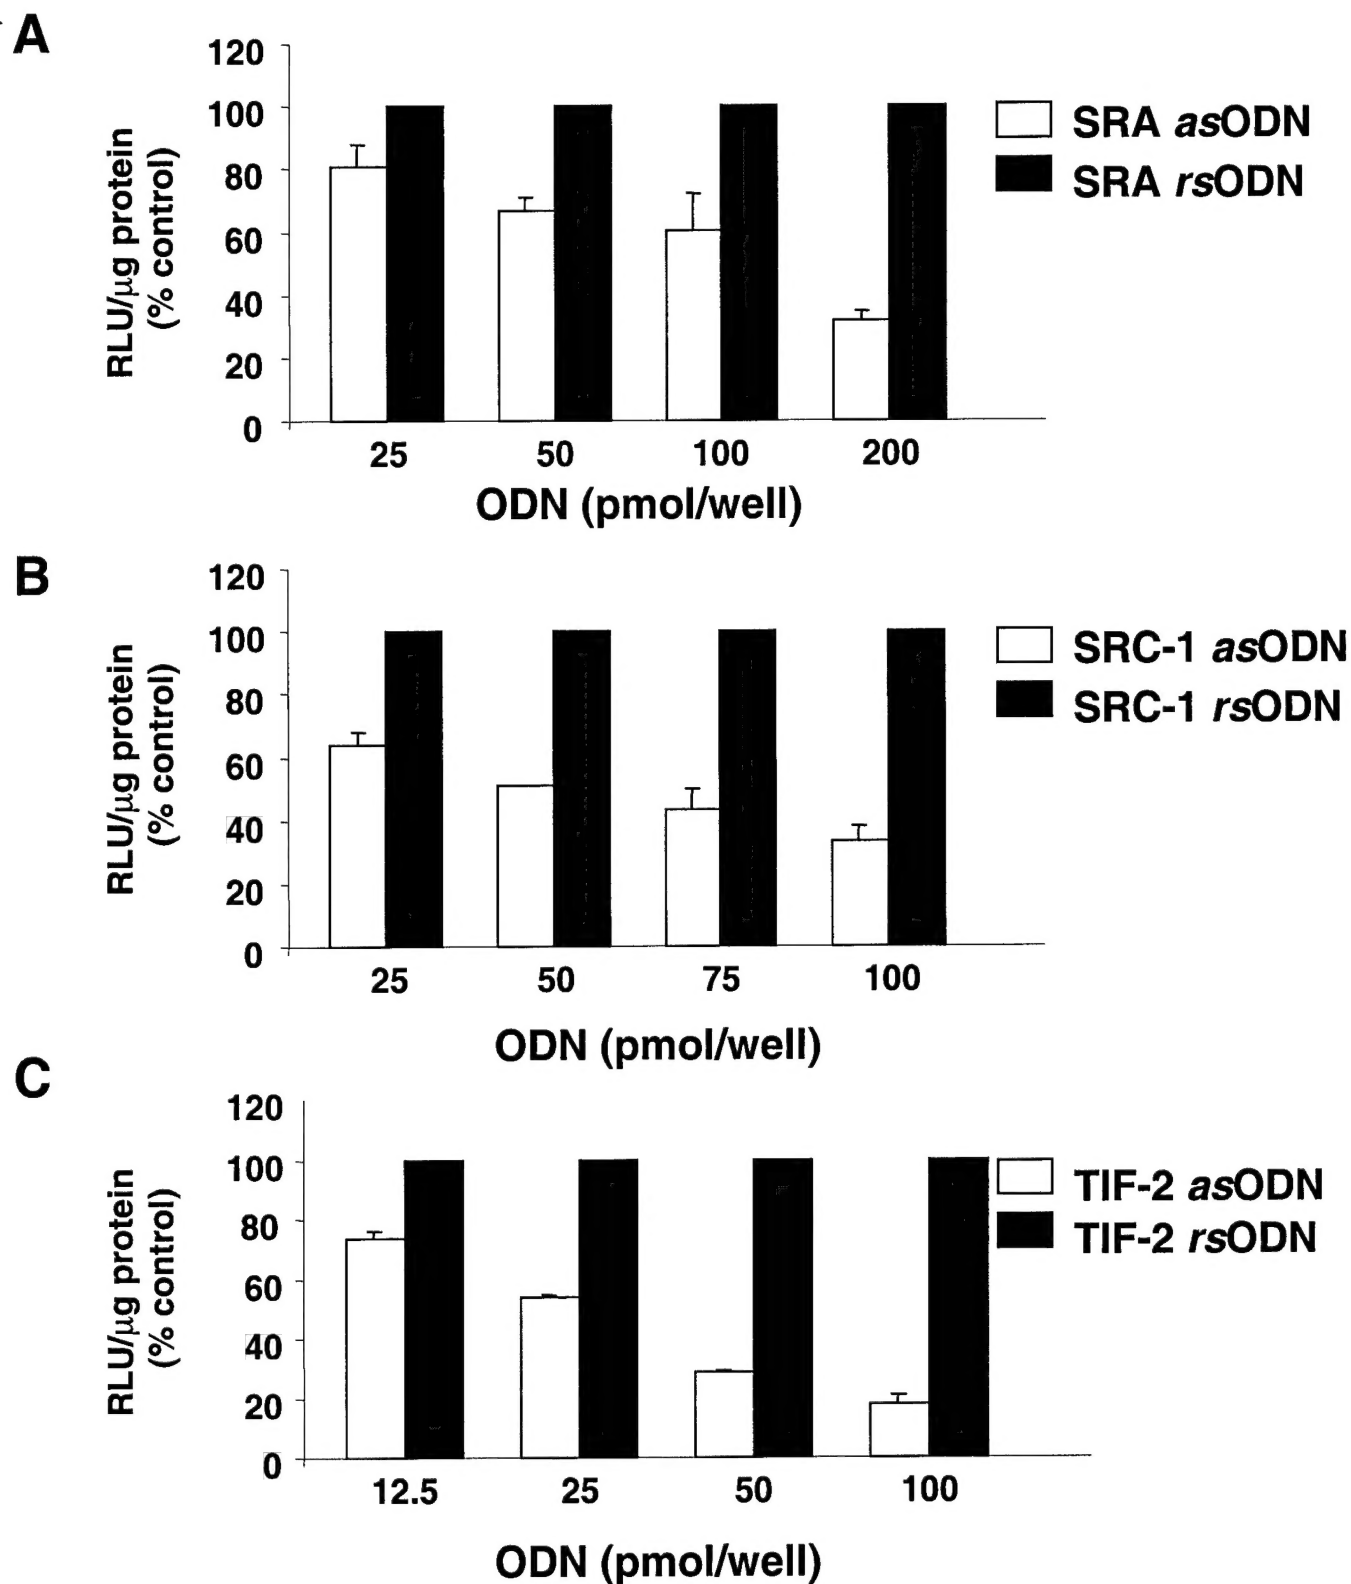 A
120
100
80
60
40
20
0
RLU/µg protein
(% control)
25 50 100 200
ODN (pmol/well)
SRA asODN
SRA rsODN
B
120
100
80
60
40
20
0
RLU/µg protein
(% control)
25 50 75 100
ODN (pmol/well)
SRC-1 asODN
SRC-1 rsODN
C
120
100
80
60
40
20
0
RLU/µg protein
(% control)
12.5 25 50 100
ODN (pmol/well)
TIF-2 asODN
TIF-2 rsODN